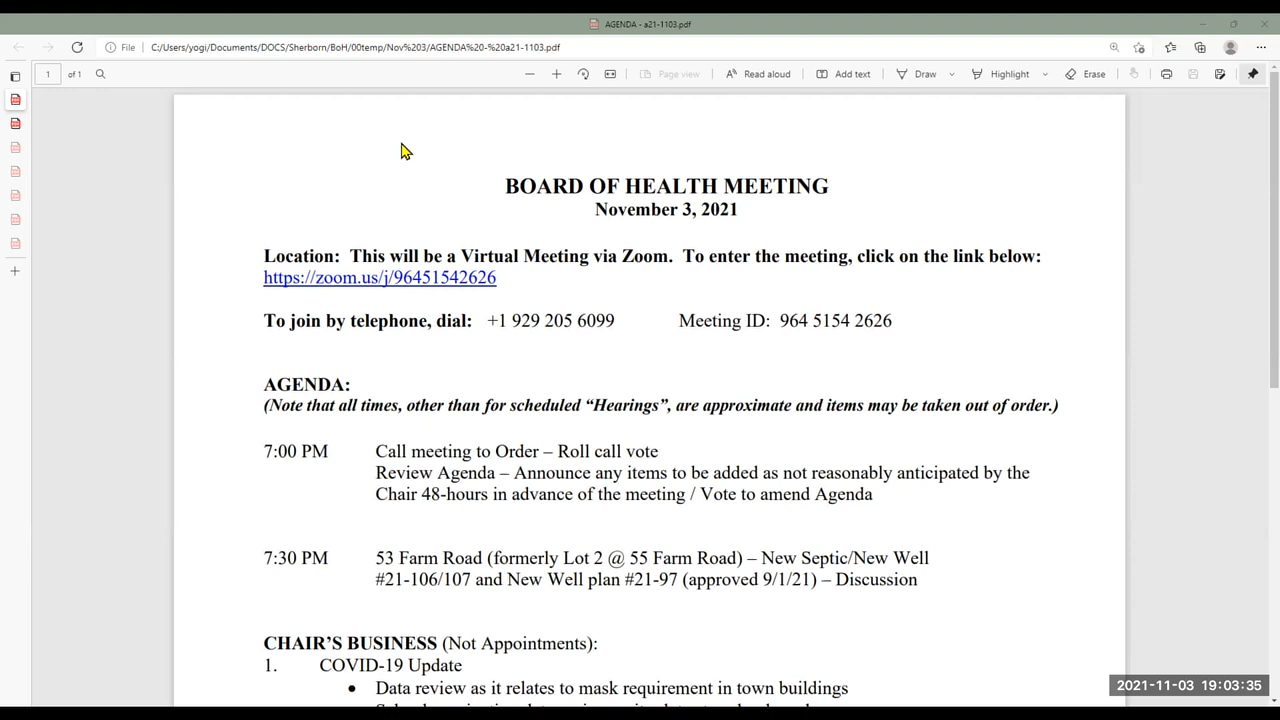 AGENDA - a21-1103.pdf
File C:/Users/yogi/Documents/DOCS/Sherborn/BoH/00temp/Nov%203/AGENDA%20-%20a21-1103.pdf
1 of 1 Page view Read aloud Add text Draw Highlight Erase
BOARD OF HEALTH MEETING
November 3, 2021
Location: This will be a Virtual Meeting via Zoom. To enter the meeting, click on the link below:
https://zoom.us/j/96451542626
To join by telephone, dial: +1 929 205 6099 Meeting ID: 964 5154 2626
AGENDA:
(Note that all times, other than for scheduled “Hearings”, are approximate and items may be taken out of order.)
7:00 PM Call meeting to Order – Roll call vote
Review Agenda – Announce any items to be added as not reasonably anticipated by the
Chair 48-hours in advance of the meeting / Vote to amend Agenda
7:30 PM 53 Farm Road (formerly Lot 2 @ 55 Farm Road) – New Septic/New Well
#21-106/107 and New Well plan #21-97 (approved 9/1/21) – Discussion
CHAIR’S BUSINESS (Not Appointments):
1. COVID-19 Update
• Data review as it relates to mask requirement in town buildings
2021-11-03 19:03:35